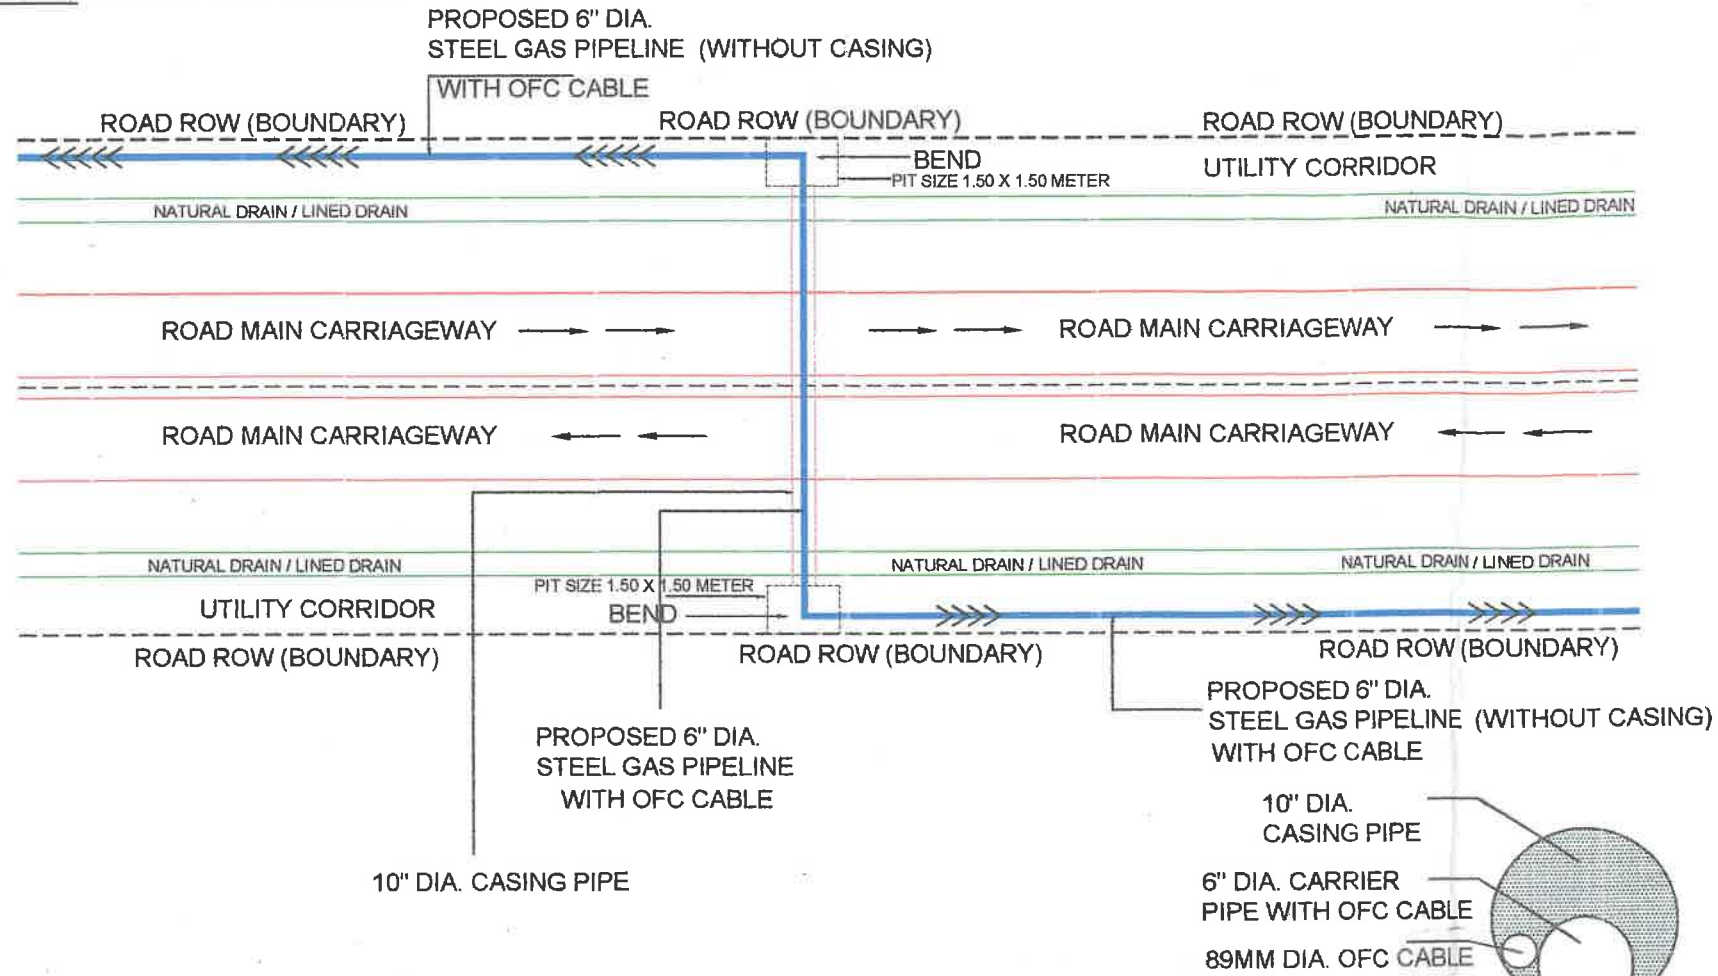 PROPOSED 6" DIA.
STEEL GAS PIPELINE (WITHOUT CASING)
WITH OFC CABLE
ROAD ROW (BOUNDARY)
ROAD ROW (BOUNDARY)
ROAD ROW (BOUNDARY)
BEND
PIT SIZE 1.50 X 1.50 METER
UTILITY CORRIDOR
NATURAL DRAIN / LINED DRAIN
NATURAL DRAIN / LINED DRAIN
ROAD MAIN CARRIAGEWAY
ROAD MAIN CARRIAGEWAY
ROAD MAIN CARRIAGEWAY
ROAD MAIN CARRIAGEWAY
NATURAL DRAIN / LINED DRAIN
NATURAL DRAIN / LINED DRAIN
NATURAL DRAIN / LINED DRAIN
PIT SIZE 1.50 X 1.50 METER
UTILITY CORRIDOR
BEND
ROAD ROW (BOUNDARY)
ROAD ROW (BOUNDARY)
ROAD ROW (BOUNDARY)
PROPOSED 6" DIA.
STEEL GAS PIPELINE (WITHOUT CASING)
WITH OFC CABLE
PROPOSED 6" DIA.
STEEL GAS PIPELINE
WITH OFC CABLE
10" DIA.
CASING PIPE
10" DIA. CASING PIPE
6" DIA. CARRIER
PIPE WITH OFC CABLE
89MM DIA. OFC CABLE